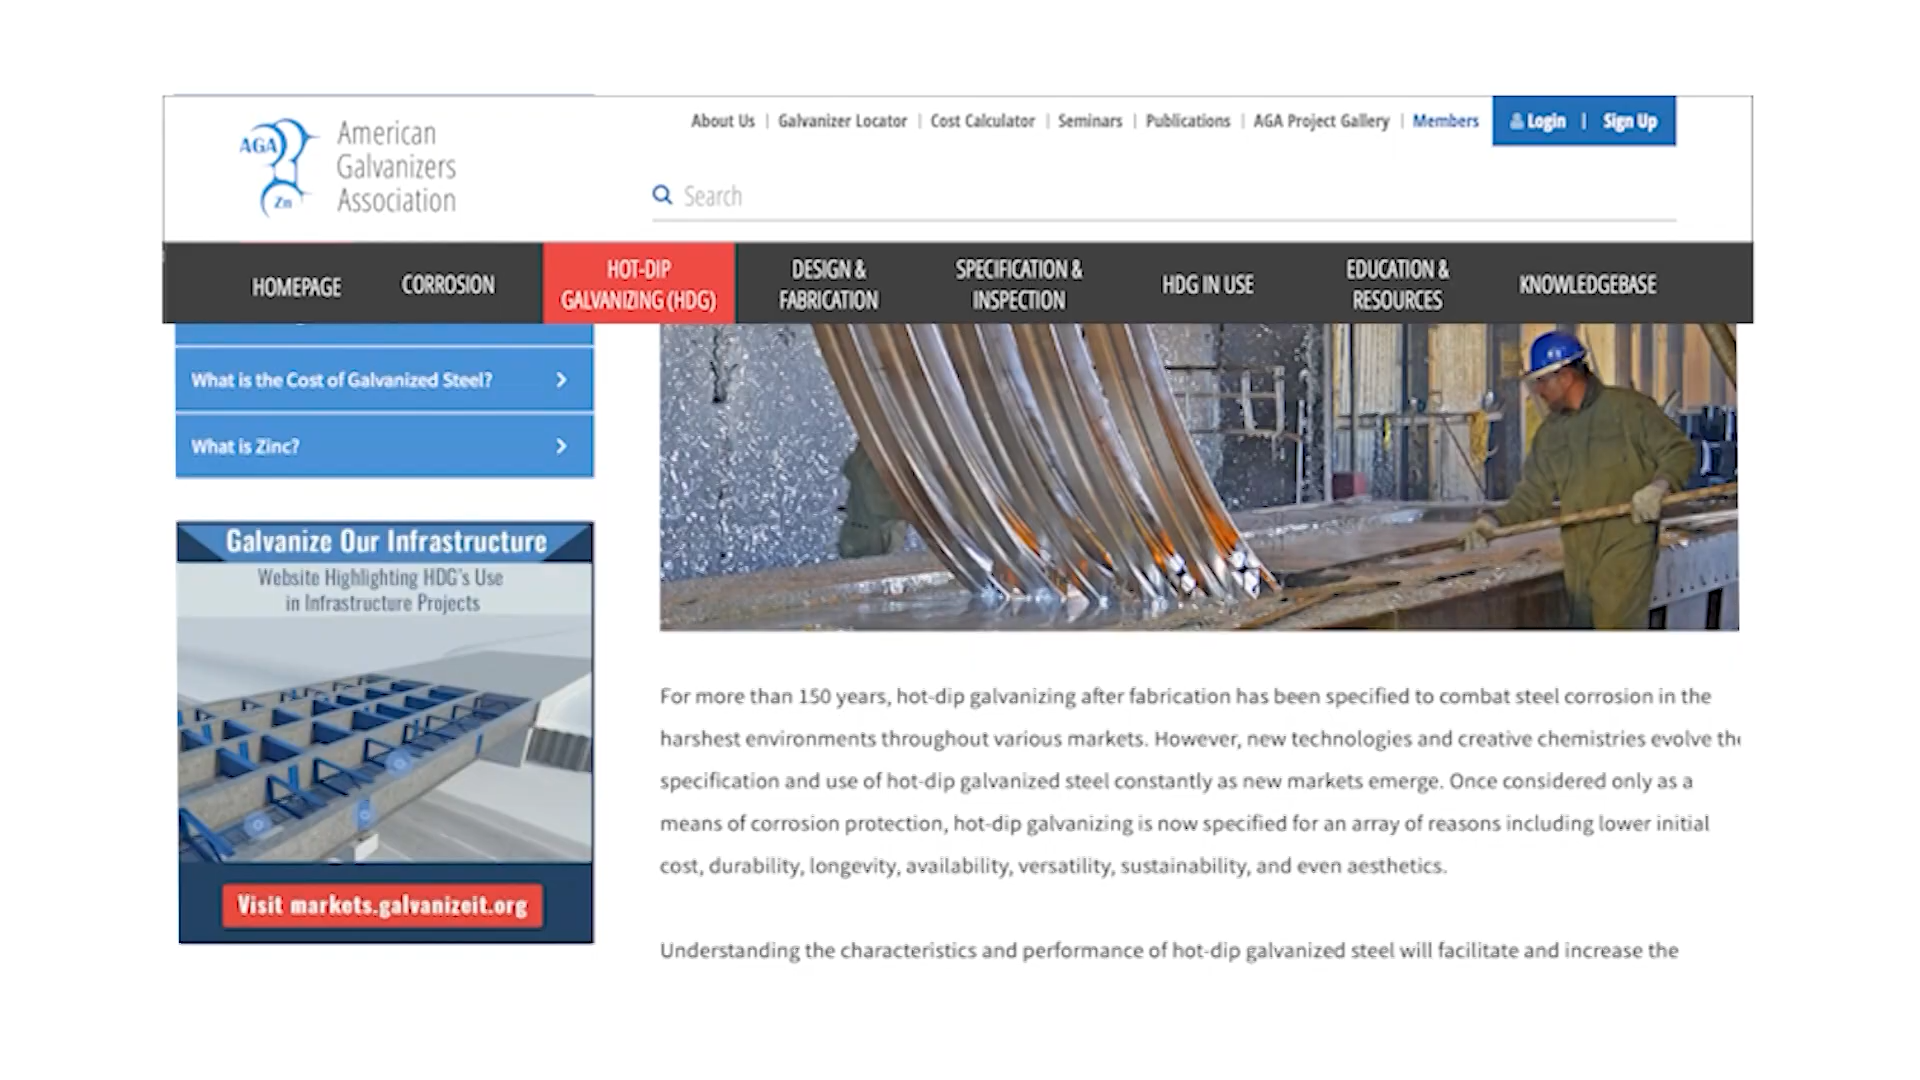 AGA
Zn
American
Galvanizers
Association
About Us | Galvanizer Locator | Cost Calculator | Seminars | Publications | AGA Project Gallery | Members
Login | Sign Up
Search
HOMEPAGE
CORROSION
HOT-DIP
GALVANIZING (HDG)
DESIGN &
FABRICATION
SPECIFICATION &
INSPECTION
HDG IN USE
EDUCATION &
RESOURCES
KNOWLEDGEBASE
What is the Cost of Galvanized Steel?
What is Zinc?
Galvanize Our Infrastructure
Website Highlighting HDG's Use
in Infrastructure Projects
Visit markets.galvanizeit.org
For more than 150 years, hot-dip galvanizing after fabrication has been specified to combat steel corrosion in the
harshest environments throughout various markets. However, new technologies and creative chemistries evolve the
specification and use of hot-dip galvanized steel constantly as new markets emerge. Once considered only as a
means of corrosion protection, hot-dip galvanizing is now specified for an array of reasons including lower initial
cost, durability, longevity, availability, versatility, sustainability, and even aesthetics.
Understanding the characteristics and performance of hot-dip galvanized steel will facilitate and increase the